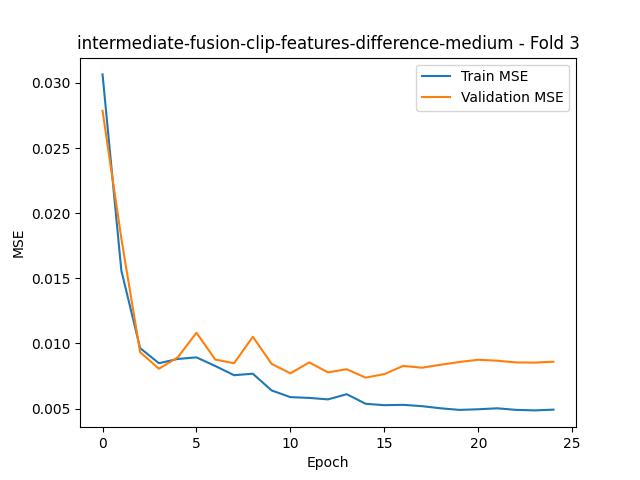 intermediate-fusion-clip-features-difference-medium - Fold 3
Train MSE
Validation MSE
0.030
0.025
0.020
0.015
0.010
0.005
MSE
0
5
10
15
20
25
Epoch